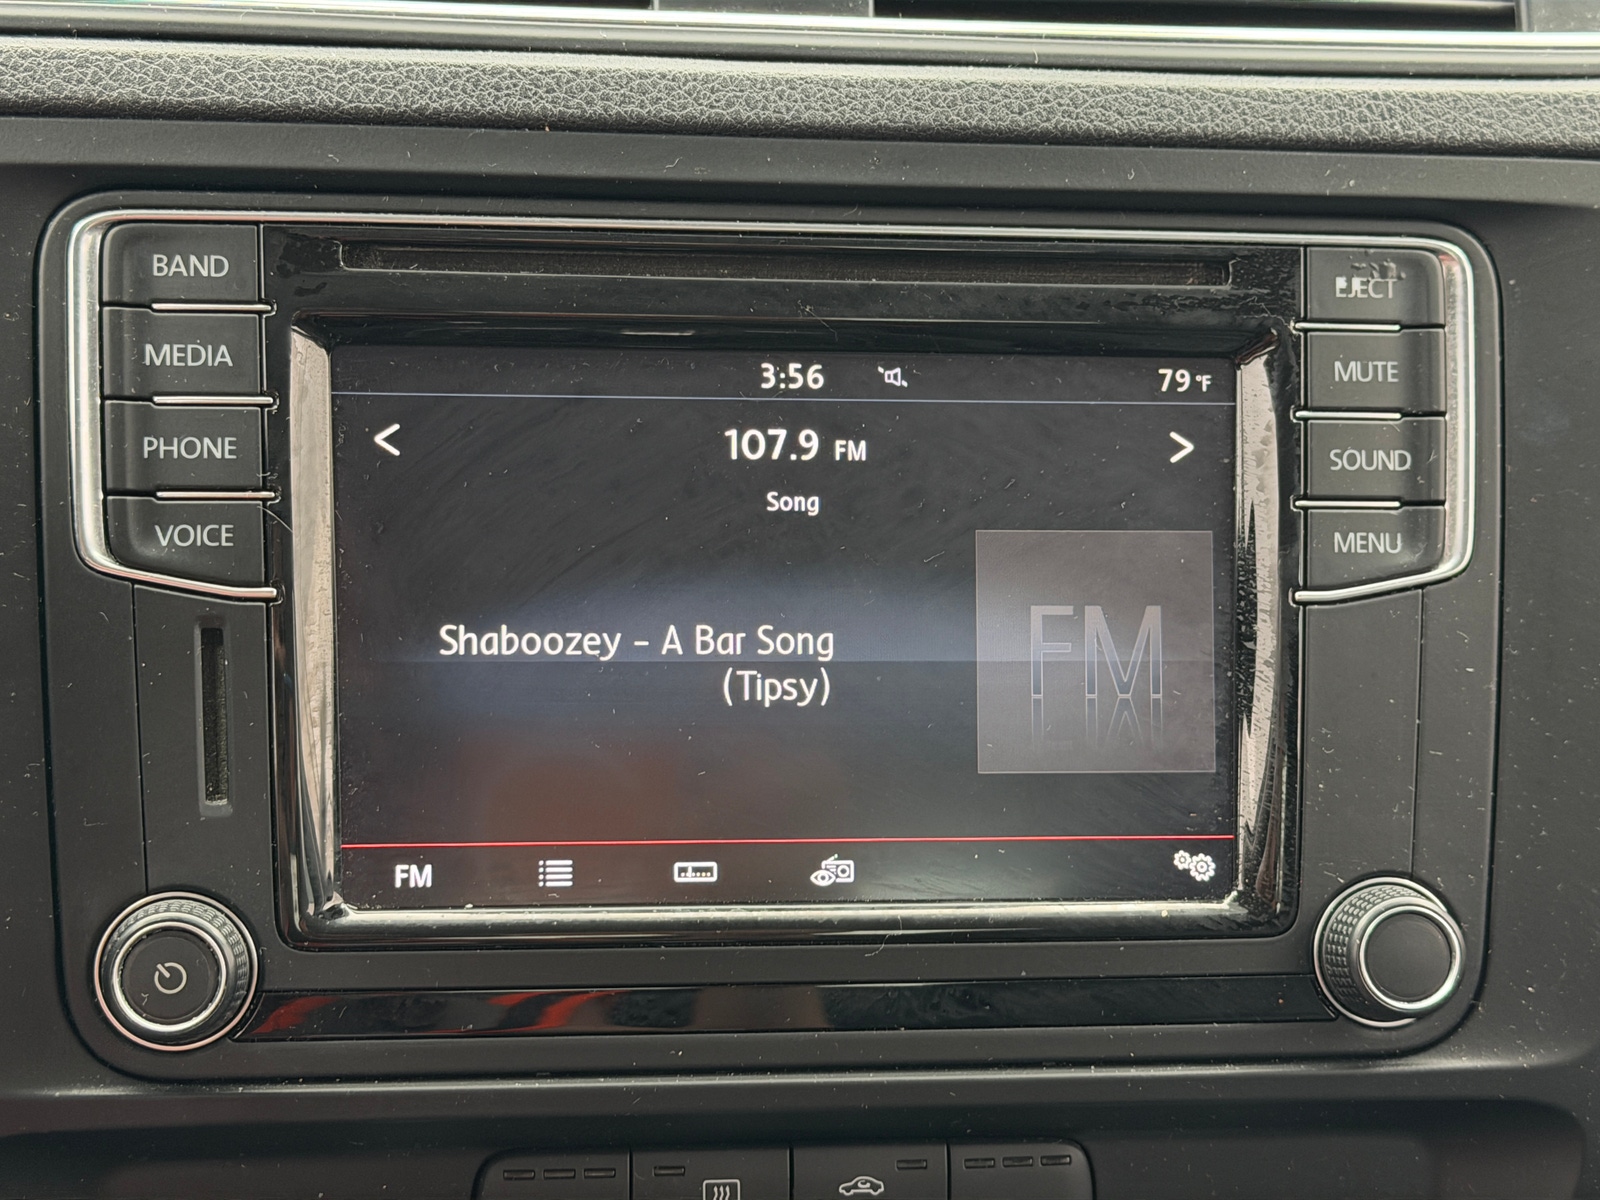 BAND
MEDIA
PHONE
VOICE
3:56
79°F
< 107.9 FM >
Song
Shaboozey - A Bar Song
(Tipsy)
FM
FM
EJECT
MUTE
SOUND
MENU